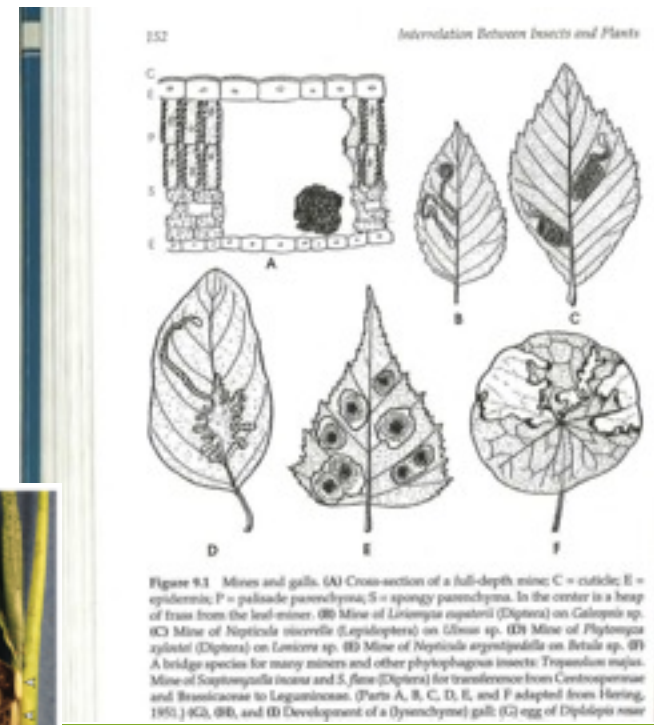 152
Interrelation Between Insects and Plants
C
E
P
S
E
A
B
C
D
E
F
Figure 9.1 Mines and galls. (A) Cross-section of a full-depth mine; C = cuticle; E =
epidermis; P = palisade parenchyma; S = spongy parenchyma. In the center is a heap
of frass from the leaf-miner. (B) Mine of Liriomyza eupatorii (Diptera) on Galeopsis sp.
(C) Mine of Nepticula viscerella (Lepidoptera) on Ulmus sp. (D) Mine of Phytomyza
xylostei (Diptera) on Lonicera sp. (E) Mine of Nepticula argentipedella on Betula sp. (F)
A bridge species for many miners and other phytophagous insects: Tropaeolum majus.
Mine of Scaptomyzella incana and S. flava (Diptera) for transference from Centrospermae
and Brassicaceae to Leguminosae. (Parts A, B, C, D, E, and F adapted from Hering,
1951.) (G), (H), and (I) Development of a (lysenchyme) gall: (G) egg of Diplolepis rosae